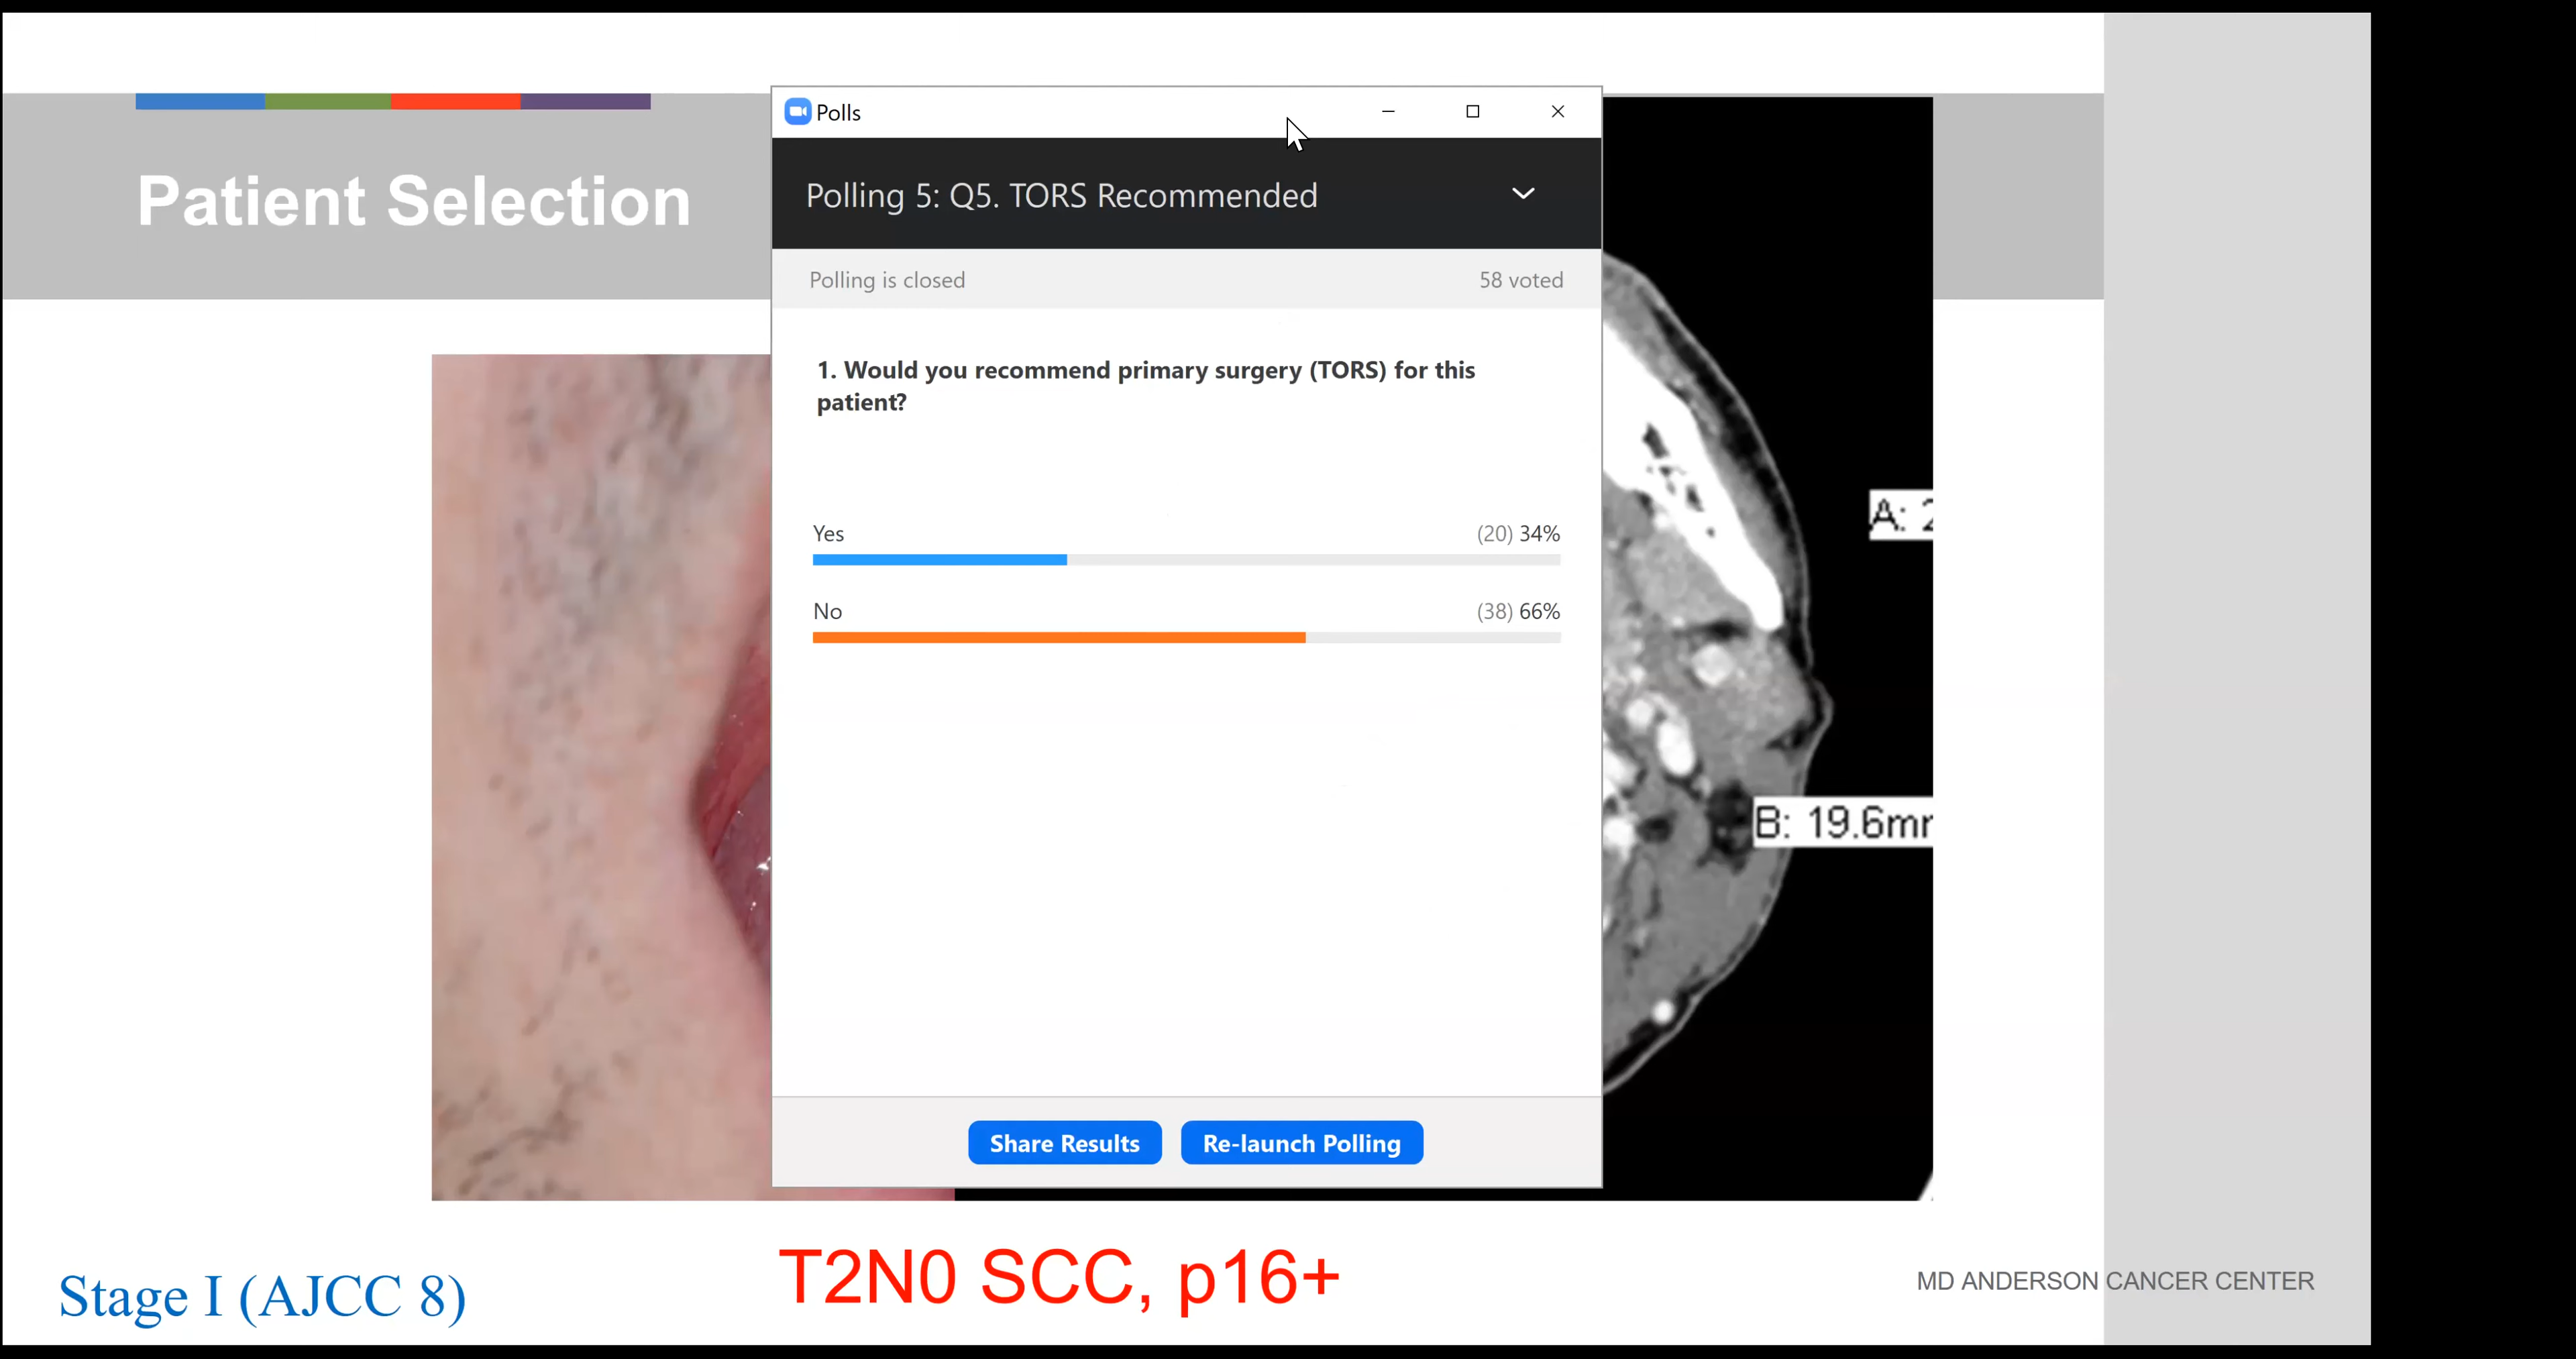 Polls
Patient Selection
Polling 5: Q5. TORS Recommended
Polling is closed
58 voted
1. Would you recommend primary surgery (TORS) for this
patient?
Yes
(20) 34%
No
(38) 66%
A: 2
B: 19.6m
Share Results
Re-launch Polling
Stage I (AJCC 8)
T2N0 SCC, p16+
MD ANDERSON CANCER CENTER